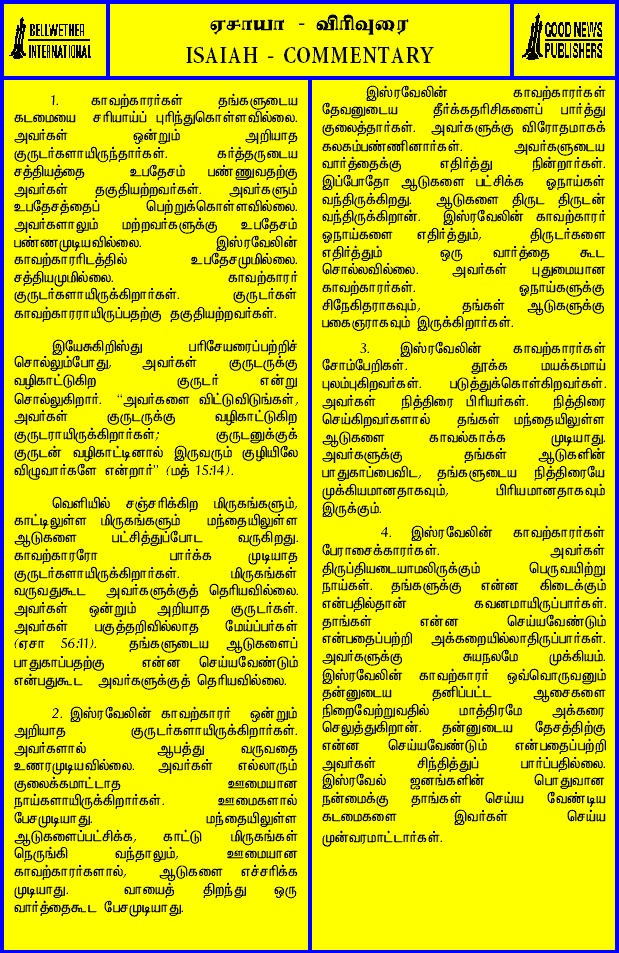 BELLWETHER
INTERNATIONAL
ஏசாயா - விரிவுரை
ISAIAH - COMMENTARY
GOOD NEWS
PUBLISHERS
1. காவற்காரர்கள் தங்களுடைய
கடமையை சரியாய்ப் புரிந்துகொள்ளவில்லை.
அவர்கள் ஒன்றும் அறியாத
குருடர்களாயிருந்தார்கள். கர்த்தருடைய
சத்தியத்தை உபதேசம் பண்ணுவதற்கு
அவர்கள் தகுதியற்றவர்கள். அவர்களும்
உபதேசத்தைப் பெற்றுக்கொள்ளவில்லை.
அவர்களாலும் மற்றவர்களுக்கு உபதேசம்
பண்ணமுடியவில்லை. இஸ்ரவேலின்
காவற்காரரிடத்தில் உபதேசமுமில்லை.
சத்தியமுமில்லை. காவற்காரர்
குருடர்களாயிருக்கிறார்கள். குருடர்கள்
காவற்காரராயிருப்பதற்கு தகுதியற்றவர்கள்.
இயேசுகிறிஸ்து பரிசேயரைப்பற்றிச்
சொல்லும்போது, அவர்கள் குருடருக்கு
வழிகாட்டுகிற குருடர் என்று
சொல்லுகிறார். “அவர்களை விட்டுவிடுங்கள்,
அவர்கள் குருடருக்கு வழிகாட்டுகிற
குருடராயிருக்கிறார்கள்; குருடனுக்குக்
குருடன் வழிகாட்டினால் இருவரும் குழியிலே
விழுவார்களே என்றார்” (மத் 15:14).
வெளியில் சஞ்சரிக்கிற மிருகங்களும்,
காட்டிலுள்ள மிருகங்களும் மந்தையிலுள்ள
ஆடுகளை பட்சித்துப்போட வருகிறது.
காவற்காரரோ பார்க்க முடியாத
குருடர்களாயிருக்கிறார்கள். மிருகங்கள்
வருவதுகூட அவர்களுக்குத் தெரியவில்லை.
அவர்கள் ஒன்றும் அறியாத குருடர்கள்.
அவர்கள் பகுத்தறிவில்லாத மேய்ப்பர்கள்
(ஏசா 56:11). தங்களுடைய ஆடுகளைப்
பாதுகாப்பதற்கு என்ன செய்யவேண்டும்
என்பதுகூட அவர்களுக்குத் தெரியவில்லை.
2. இஸ்ரவேலின் காவற்காரர் ஒன்றும்
அறியாத குருடர்களாயிருக்கிறார்கள்.
அவர்களால் ஆபத்து வருவதை
உணரமுடியவில்லை. அவர்கள் எல்லாரும்
குலைக்கமாட்டாத ஊமையான
நாய்களாயிருக்கிறார்கள். ஊமைகளால்
பேசமுடியாது. மந்தையிலுள்ள
ஆடுகளைப்பட்சிக்க, காட்டு மிருகங்கள்
நெருங்கி வந்தாலும், ஊமையான
காவற்காரர்களால், ஆடுகளை எச்சரிக்க
முடியாது. வாயைத் திறந்து ஒரு
வார்த்தைகூட பேசமுடியாது.
இஸ்ரவேலின் காவற்காரர்கள்
தேவனுடைய தீர்க்கதரிசிகளைப் பார்த்து
குலைத்தார்கள். அவர்களுக்கு விரோதமாகக்
கலகம்பண்ணினார்கள். அவர்களுடைய
வார்த்தைக்கு எதிர்த்து நின்றார்கள்.
இப்போதோ ஆடுகளை பட்சிக்க ஓநாய்கள்
வந்திருக்கிறது. ஆடுகளை திருட திருடன்
வந்திருக்கிறான். இஸ்ரவேலின் காவற்காரர்
ஓநாய்களை எதிர்த்தும், திருடர்களை
எதிர்த்தும் ஒரு வார்த்தை கூட
சொல்லவில்லை. அவர்கள் புதுமையான
காவற்காரர்கள். ஓநாய்களுக்கு
சிநேகிதராகவும், தங்கள் ஆடுகளுக்கு
பகைஞராகவும் இருக்கிறார்கள்.
3. இஸ்ரவேலின் காவற்காரர்கள்
சோம்பேறிகள். தூக்க மயக்கமாய்
புலம்புகிறவர்கள். படுத்துக்கொள்கிறவர்கள்.
அவர்கள் நித்திரை பிரியர்கள். நித்திரை
செய்கிறவர்களால் தங்கள் மந்தையிலுள்ள
ஆடுகளை காவல்காக்க முடியாது.
அவர்களுக்கு தங்கள் ஆடுகளின்
பாதுகாப்பைவிட, தங்களுடைய நித்திரையே
முக்கியமானதாகவும், பிரியமானதாகவும்
இருக்கும்.
4. இஸ்ரவேலின் காவற்காரர்கள்
பேராசைக்காரர்கள். அவர்கள்
திருப்தியடையாமலிருக்கும் பெருவயிற்று
நாய்கள். தங்களுக்கு என்ன கிடைக்கும்
என்பதில்தான் கவனமாயிருப்பார்கள்.
தாங்கள் என்ன செய்யவேண்டும்
என்பதைப்பற்றி அக்கறையில்லாதிருப்பார்கள்.
அவர்களுக்கு சுயநலமே முக்கியம்.
இஸ்ரவேலின் காவற்காரர் ஒவ்வொருவனும்
தன்னுடைய தனிப்பட்ட ஆசைகளை
நிறைவேற்றுவதில் மாத்திரமே அக்கரை
செலுத்துகிறான். தன்னுடைய தேசத்திற்கு
என்ன செய்யவேண்டும் என்பதைப்பற்றி
அவர்கள் சிந்தித்துப் பார்ப்பதில்லை.
இஸ்ரவேல் ஜனங்களின் பொதுவான
நன்மைக்கு தாங்கள் செய்ய வேண்டிய
கடமைகளை இவர்கள் செய்ய
முன்வரமாட்டார்கள்.